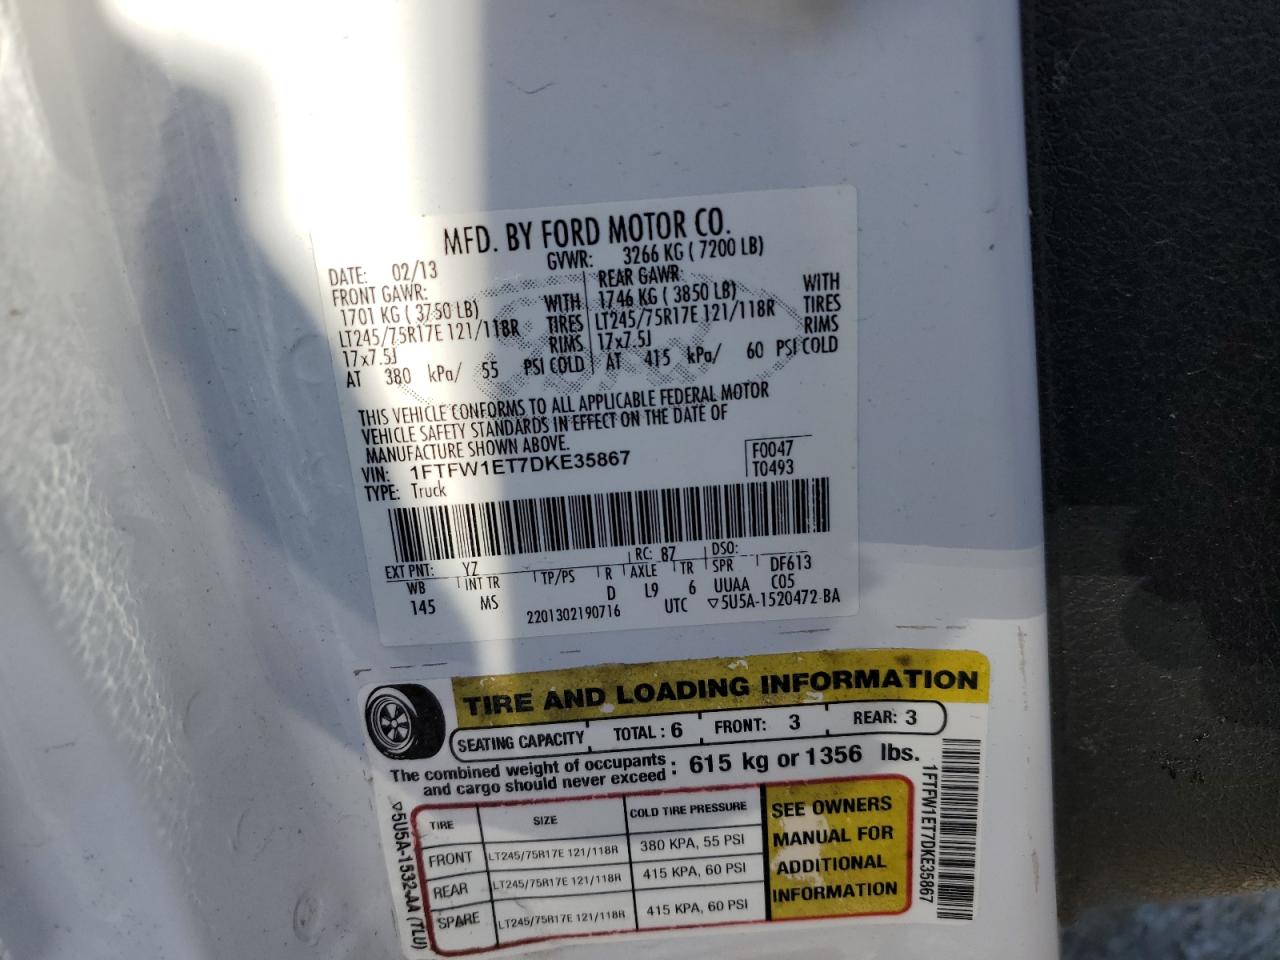 MFD. BY FORD MOTOR CO.
DATE: 02/13 GVWR: 3266 KG ( 7200 LB)
FRONT GAWR: REAR GAWR:
1701 KG ( 3750 LB) WITH 1746 KG ( 3850 LB) WITH
LT245/75R17E 121/118R TIRES LT245/75R17E 121/118R TIRES
17x7.5J RIMS 17x7.5J RIMS
AT 380 kPa/ 55 PSI COLD AT 415 kPa/ 60 PSI COLD
THIS VEHICLE CONFORMS TO ALL APPLICABLE FEDERAL MOTOR
VEHICLE SAFETY STANDARDS IN EFFECT ON THE DATE OF
MANUFACTURE SHOWN ABOVE.
VIN: 1FTFW1ET7DKE35867 F0047
TYPE: Truck T0493
EXT PNT: YZ RC: 87 DSO:
WB INT TR TP/PS R AXLE TR SPR DF613
145 MS D L9 6 UUAA C05
2201302190716 UTC ▽5U5A-1520472-BA
TIRE AND LOADING INFORMATION
SEATING CAPACITY TOTAL : 6 FRONT: 3 REAR: 3
The combined weight of occupants
and cargo should never exceed : 615 kg or 1356 lbs.
TIRE SIZE COLD TIRE PRESSURE
FRONT LT245/75R17E 121/118R 380 KPA, 55 PSI
REAR LT245/75R17E 121/118R 415 KPA, 60 PSI
SPARE LT245/75R17E 121/118R 415 KPA, 60 PSI
SEE OWNERS
MANUAL FOR
ADDITIONAL
INFORMATION
▽5U5A-1532-AA (TLU)
1FTFW1ET7DKE35867